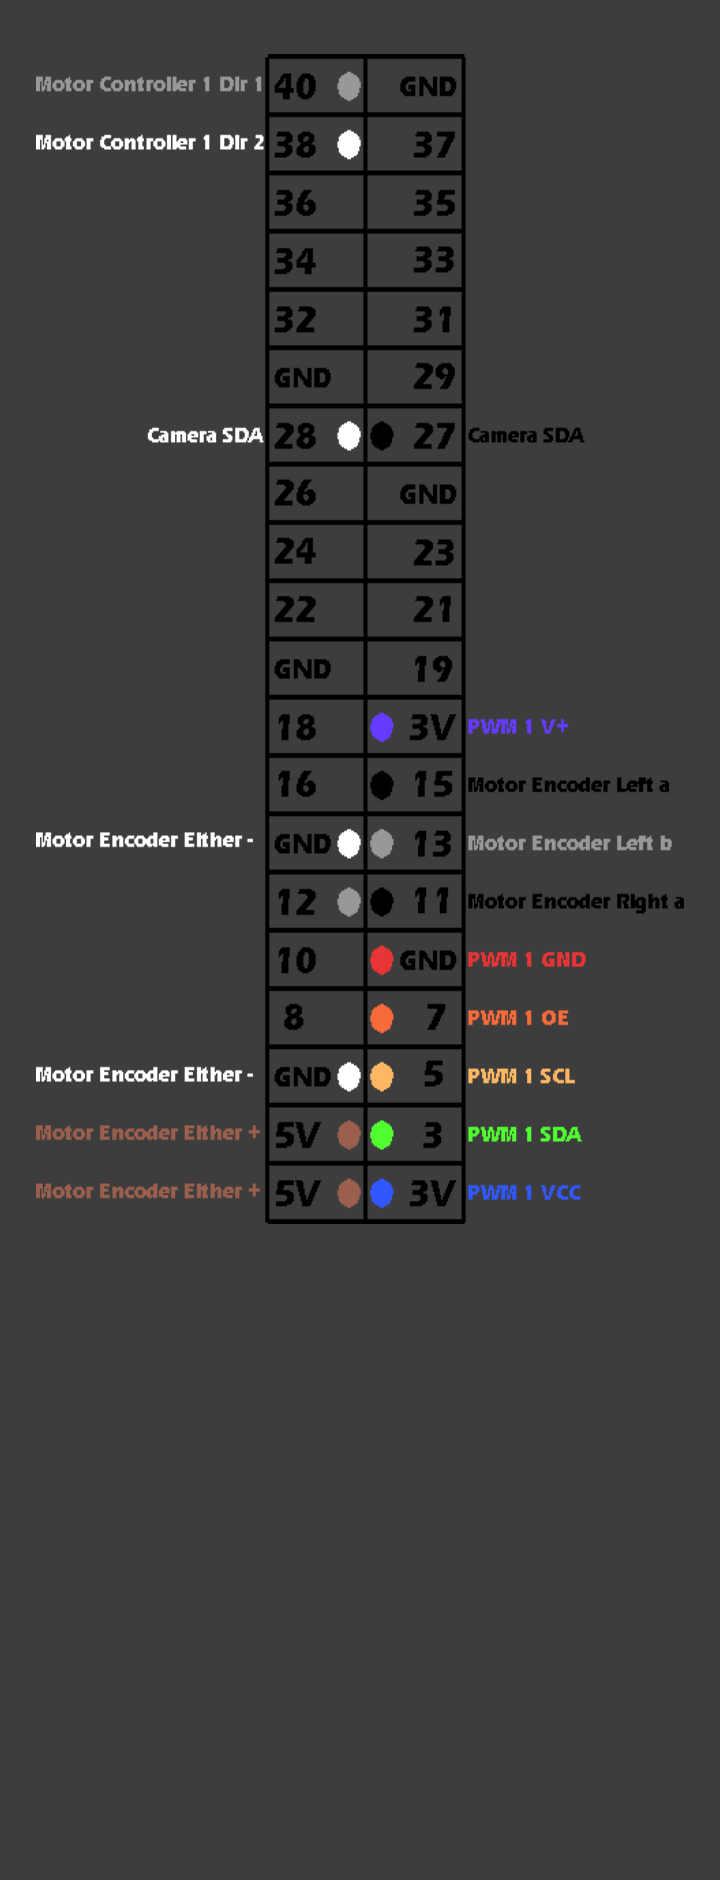 Motor Controller 1 Dir 1 40 GND
Motor Controller 1 Dir 2 38 37
36 35
34 33
32 31
GND 29
Camera SDA 28 27 Camera SDA
26 GND
24 23
22 21
GND 19
18 3V PWM 1 V+
16 15 Motor Encoder Left a
Motor Encoder Either - GND 13 Motor Encoder Left b
12 11 Motor Encoder Right a
10 GND PWM 1 GND
8 7 PWM 1 OE
Motor Encoder Either - GND 5 PWM 1 SCL
Motor Encoder Either + 5V 3 PWM 1 SDA
Motor Encoder Either + 5V 3V PWM 1 VCC